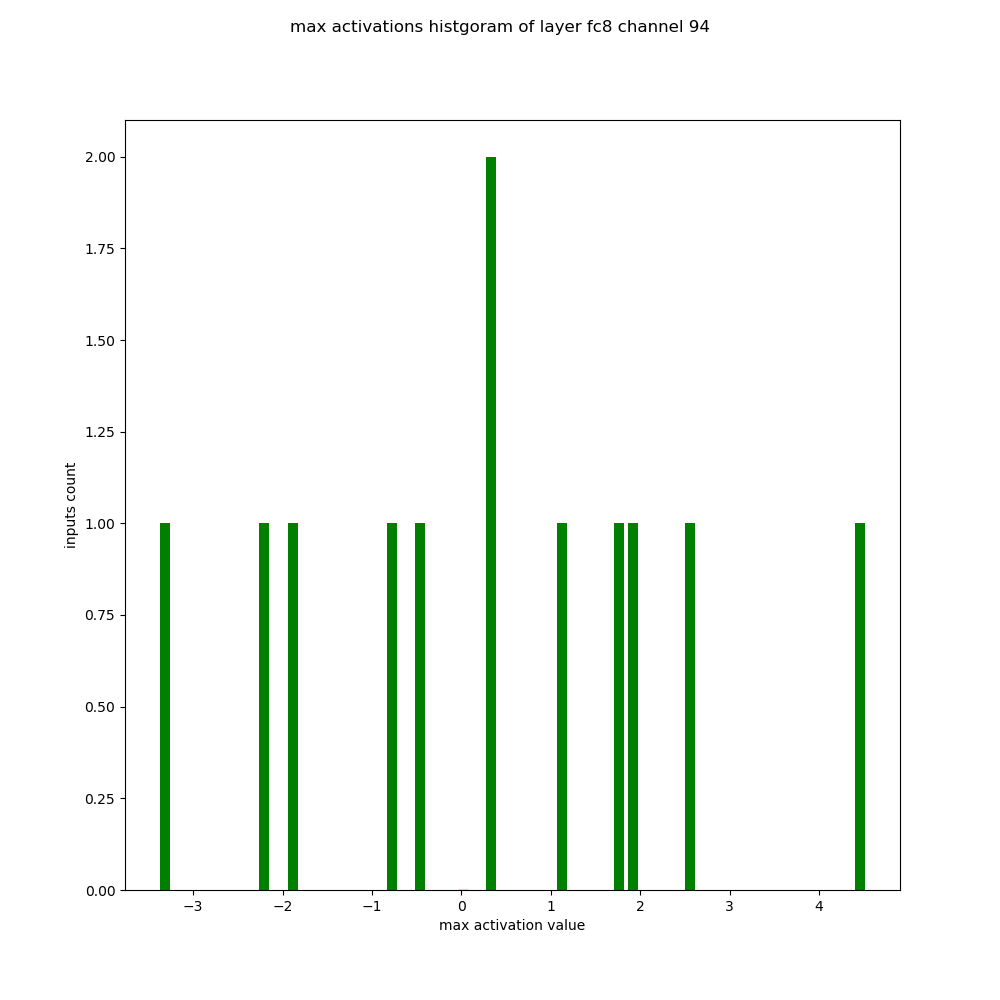 max activations histgoram of layer fc8 channel 94
2.00
1.75
1.50
1.25
1.00
0.75
0.50
0.25
0.00
inputs count
−3 −2 −1 0 1 2 3 4
max activation value